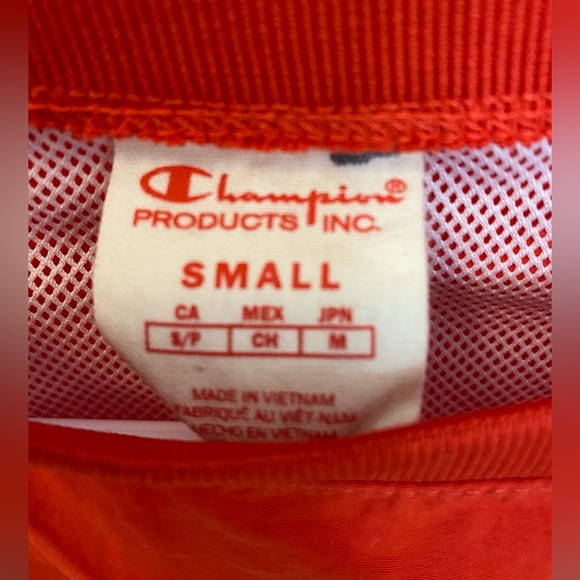 Champion®
PRODUCTS INC.
SMALL
CA MEX JPN
S/P CH M
MADE IN VIETNAM
FABRIQUÉ AU VIÊT-NAM
HECHO EN VIETNAM